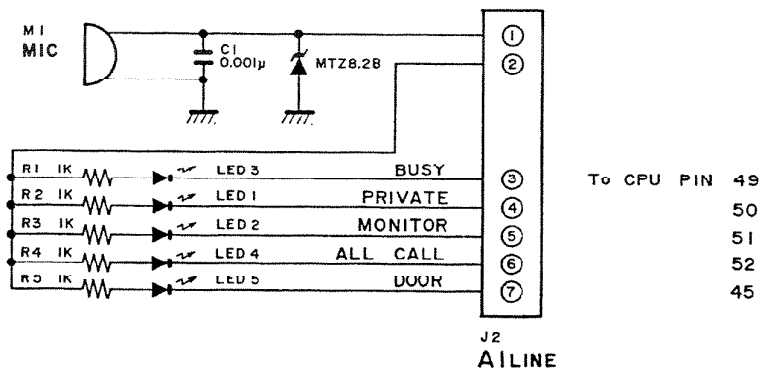 M1
MIC
C1
0.001µ
MTZ8.2B
1
2
R1 1K LED 3 BUSY 3 To CPU PIN 49
R2 1K LED 1 PRIVATE 4 50
R3 1K LED 2 MONITOR 5 51
R4 1K LED 4 ALL CALL 6 52
R5 1K LED 5 DOOR 7 45
J2
A1LINE